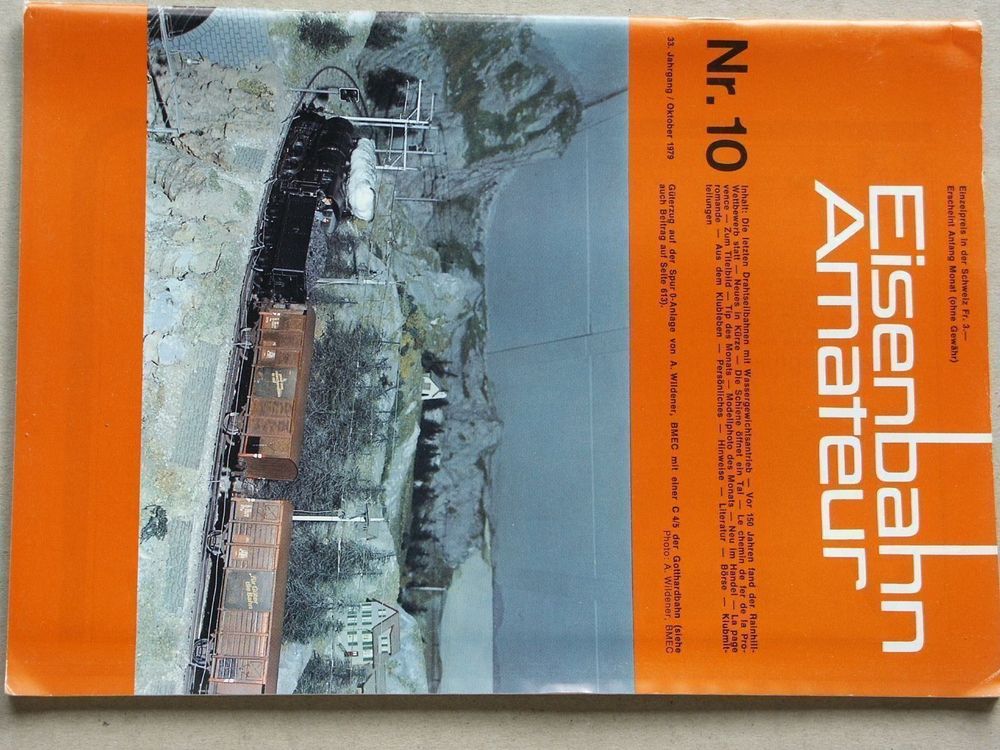 Einzelpreis in der Schweiz Fr. 3.—
Erscheint Anfang Monat (ohne Gewähr)
Eisenbahn
Amateur
Nr. 10
33. Jahrgang / Oktober 1979
Inhalt: Die letzten Drahtseilbahnen mit Wassergewichtsantrieb — Vor 150 Jahren fand der Rainhill-
Wettbewerb statt — Neues in Kürze — Die Schiene öffnet ein Tal — Le chemin de fer de la Pro-
vence — Zum Titelbild — Tip des Monats — Modellphoto des Monats — Neu im Handel — La page
romande — Aus dem Klubleben — Persönliches — Hinweise — Literatur — Börse — Klubmit-
teilungen
Güterzug auf der Spur 0-Anlage von A. Wildener, BMEC mit einer C 4/5 der Gotthardbahn (siehe
auch Beitrag auf Seite 613).
Photo: A. Wildener, BMEC
für Güter
die Bahn